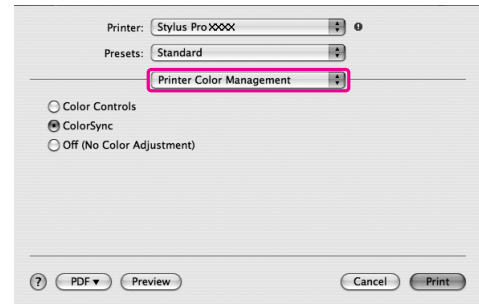 Printer: Stylus Pro XXXX
Presets: Standard
Printer Color Management
Color Controls
ColorSync
Off (No Color Adjustment)
? PDF▼ Preview Cancel Print